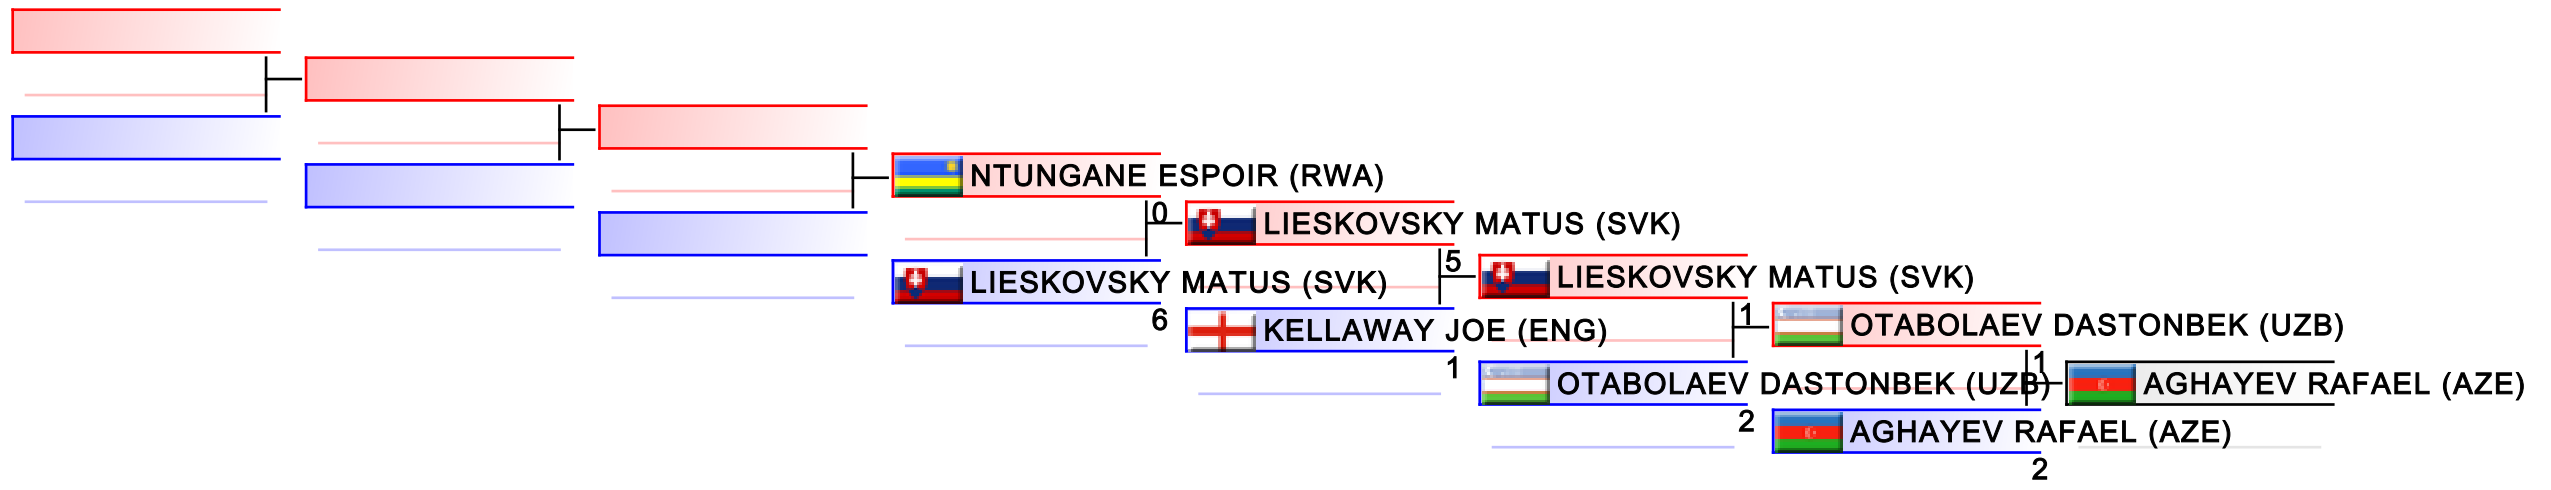 NTUNGANE ESPOIR (RWA)
0
LIESKOVSKY MATUS (SVK)
5
LIESKOVSKY MATUS (SVK)
LIESKOVSKY MATUS (SVK)
6
1
OTABOLAEV DASTONBEK (UZB)
KELLAWAY JOE (ENG)
1
1
OTABOLAEV DASTONBEK (UZB)
AGHAYEV RAFAEL (AZE)
2
AGHAYEV RAFAEL (AZE)
2